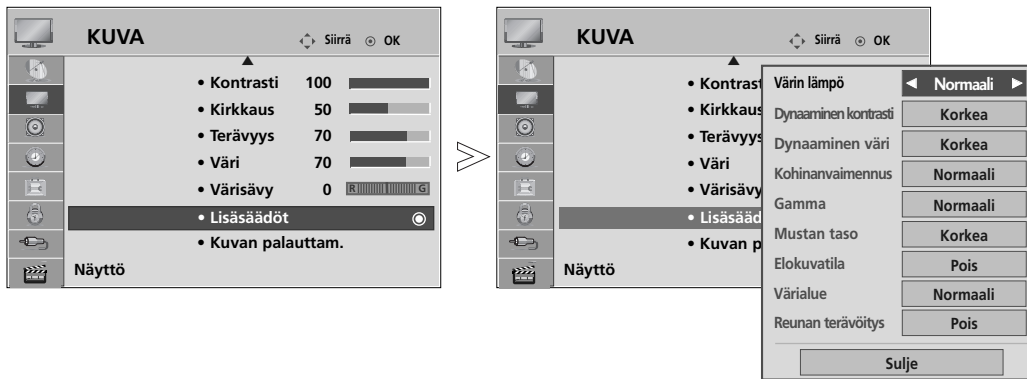 KUVA Siirrä OK
• Kontrasti 100
• Kirkkaus 50
• Terävyys 70
• Väri 70
• Värisävy 0 R G
• Lisäsäädöt
• Kuvan palauttam.
Näyttö
KUVA Siirrä OK
• Kontrast
• Kirkkaus
• Terävyys
• Väri
• Värisävy
• Lisäsääd
• Kuvan p
Näyttö
Värin lämpö Normaali
Dynaaminen kontrasti Korkea
Dynaaminen väri Korkea
Kohinanvaimennus Normaali
Gamma Normaali
Mustan taso Korkea
Elokuvatila Pois
Värialue Normaali
Reunan terävöitys Pois
Sulje